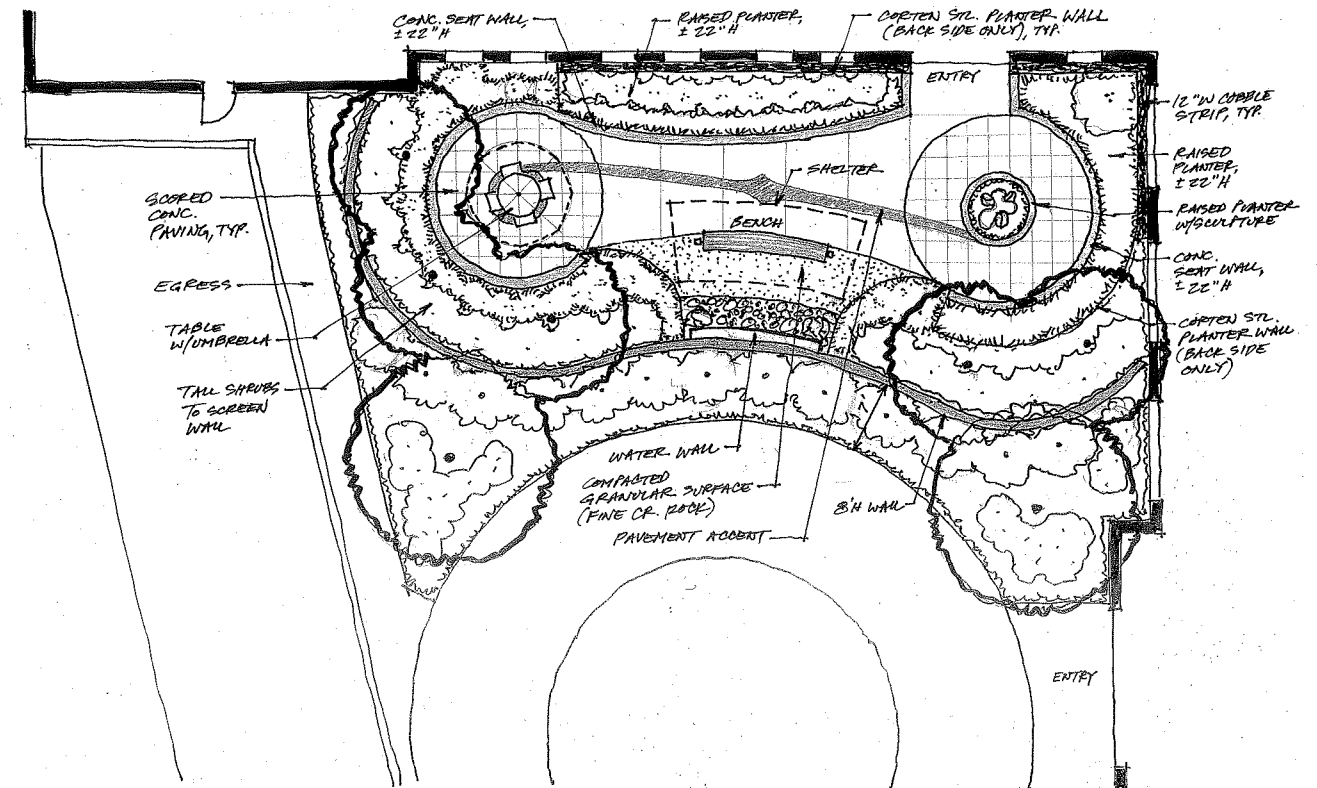 CONC. SEAT WALL,
± 22" H
RAISED PLANTER,
± 22" H
CORTEN STL. PLANTER WALL
(BACK SIDE ONLY), TYP.
ENTRY
12" W COBBLE
STRIP, TYP.
RAISED
PLANTER,
± 22" H
RAISED PLANTER
W/SCULPTURE
CONC.
SEAT WALL,
± 22" H
CORTEN STL.
PLANTER WALL
(BACK SIDE
ONLY)
SHELTER
BENCH
SCORED
CONC.
PAVING, TYP.
EGRESS
TABLE
W/UMBRELLA
TALL SHRUBS
TO SCREEN
WALL
17'
WATER WALL
COMPACTED
GRANULAR SURFACE
(FINE CR. ROCK)
PAVEMENT ACCENT
8'H WALL
ENTRY